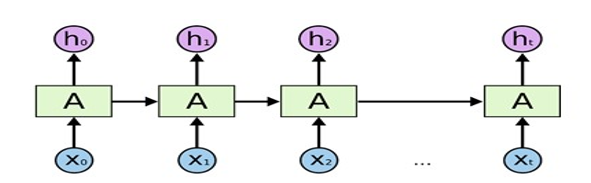 h₀ h₁ h₂ hₜ
A A A A
x₀ x₁ x₂ ... xₜ